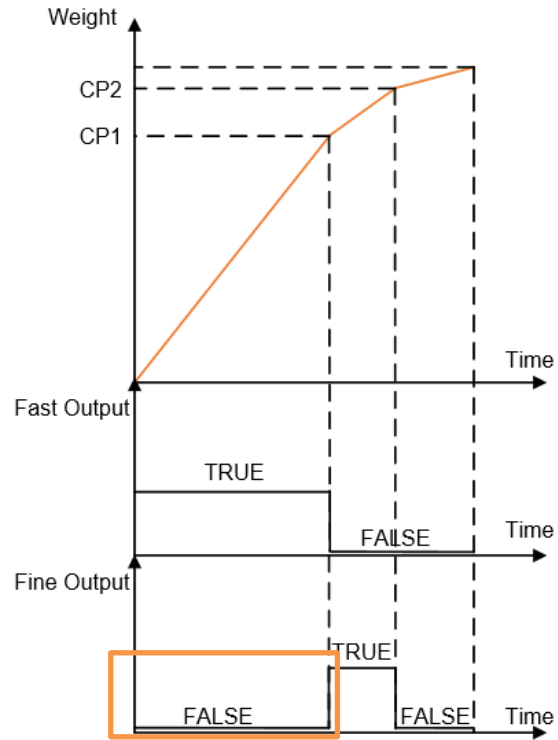 Weight
CP2
CP1
Time
Fast Output
TRUE
Time
FALSE
Fine Output
TRUE
Time
FALSE
FALSE